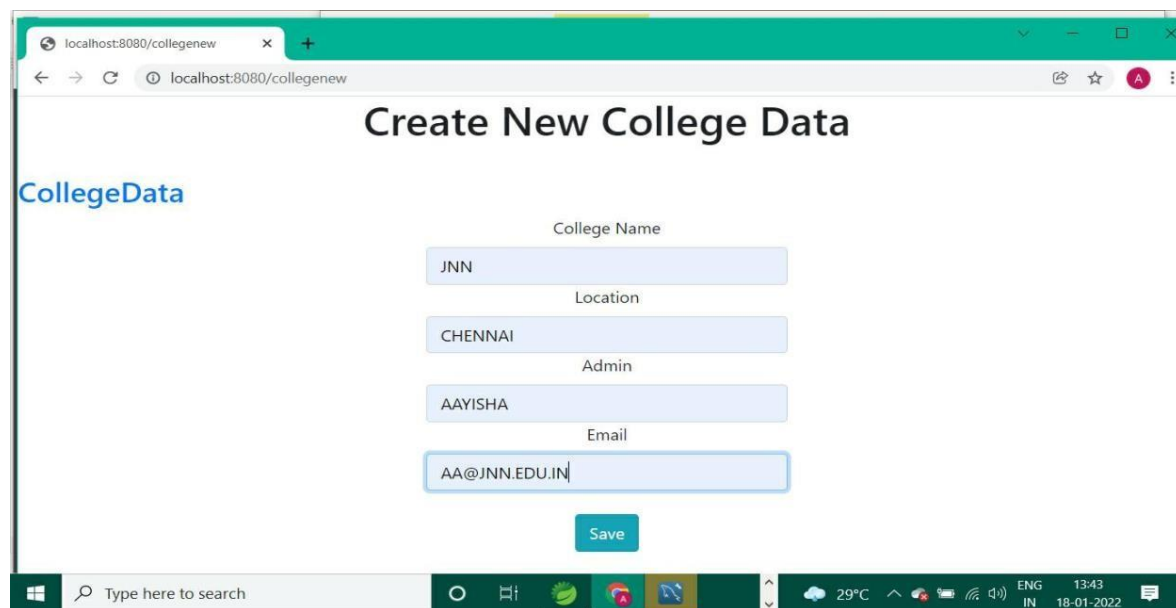 localhost:8080/collegenew
localhost:8080/collegenew
A
Create New College Data
CollegeData
College Name
JNN
Location
CHENNAI
Admin
AAYISHA
Email
AA@JNN.EDU.IN
Save
Type here to search
29°C
ENG
IN
13:43
18-01-2022